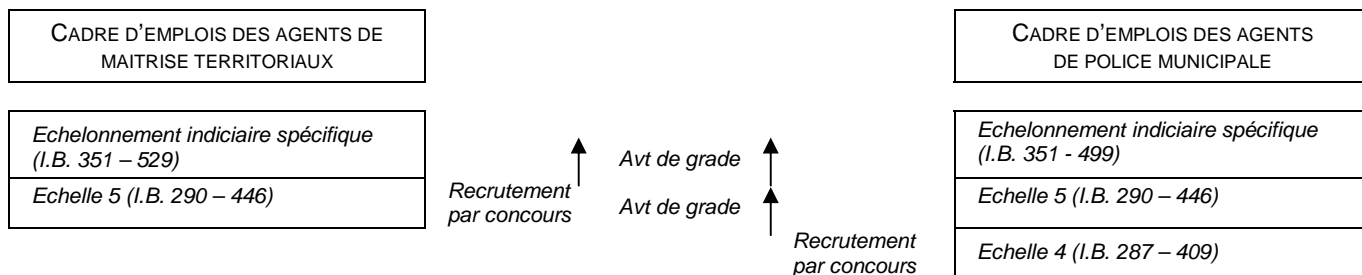 CADRE D'EMPLOIS DES AGENTS DE
MAITRISE TERRITORIAUX
CADRE D'EMPLOIS DES AGENTS
DE POLICE MUNICIPALE
Echelonnement indiciaire spécifique
(I.B. 351 – 529)
Echelle 5 (I.B. 290 – 446)
Recrutement
par concours
Avt de grade
Avt de grade
Recrutement
par concours
Echelonnement indiciaire spécifique
(I.B. 351 - 499)
Echelle 5 (I.B. 290 – 446)
Echelle 4 (I.B. 287 – 409)